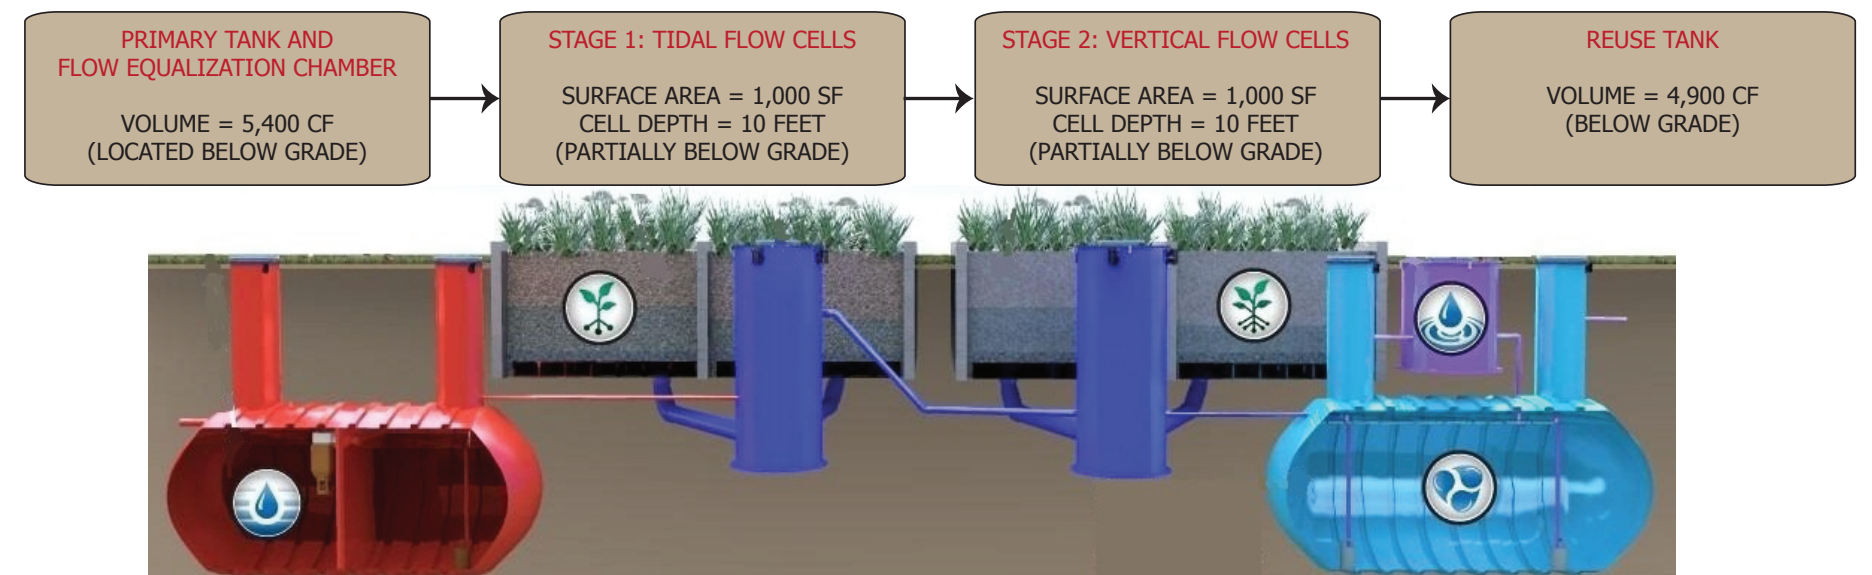 PRIMARY TANK AND
FLOW EQUALIZATION CHAMBER
VOLUME = 5,400 CF
(LOCATED BELOW GRADE)
STAGE 1: TIDAL FLOW CELLS
SURFACE AREA = 1,000 SF
CELL DEPTH = 10 FEET
(PARTIALLY BELOW GRADE)
STAGE 2: VERTICAL FLOW CELLS
SURFACE AREA = 1,000 SF
CELL DEPTH = 10 FEET
(PARTIALLY BELOW GRADE)
REUSE TANK
VOLUME = 4,900 CF
(BELOW GRADE)